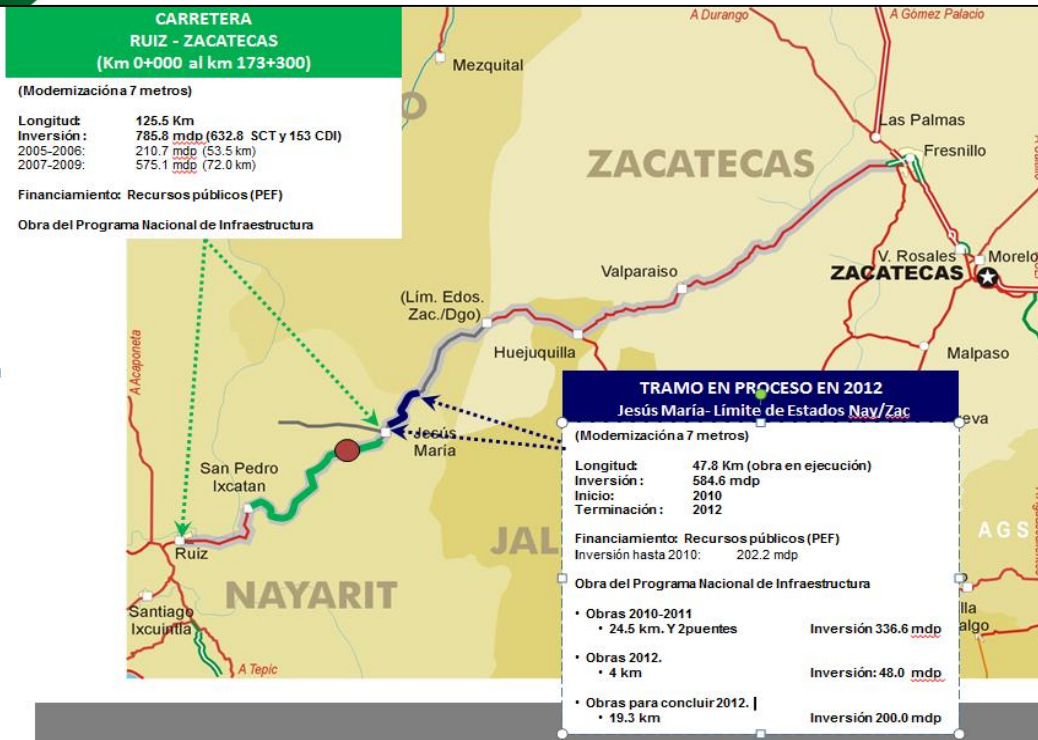 CARRETERA
RUIZ - ZACATECAS
(Km 0+000 al km 173+300)
(Modernización a 7 metros)
Longitud: 125.5 Km
Inversión: 785.8 mdp (632.8 SCT y 153 CDI)
2005-2006: 210.7 mdp (53.5 km)
2007-2009: 575.1 mdp (72.0 km)
Financiamiento: Recursos públicos (PEF)
Obra del Programa Nacional de Infraestructura
A Durango
A Gómez Palacio
Mezquital
Las Palmas
Fresnillo
ZACATECAS
V. Rosales
Morelo
ZACATECAS
Valparaiso
(Lím. Edos.
Zac./Dgo)
Huejuquilla
Malpaso
A Acaponeta
Jesús
María
San Pedro
Ixcatan
Ruiz
JAL
AGS
NAYARIT
Santiago
Ixcuintla
A Tepic
eva
lla
algo
TRAMO EN PROCESO EN 2012
Jesús María- Límite de Estados Nay/Zac
(Modernización a 7 metros)
Longitud: 47.8 Km (obra en ejecución)
Inversión: 584.6 mdp
Inicio: 2010
Terminación: 2012
Financiamiento: Recursos públicos (PEF)
Inversión hasta 2010: 202.2 mdp
Obra del Programa Nacional de Infraestructura
• Obras 2010-2011
• 24.5 km. Y 2puentes Inversión 336.6 mdp
• Obras 2012.
• 4 km Inversión: 48.0 mdp
• Obras para concluir 2012.
• 19.3 km Inversión 200.0 mdp